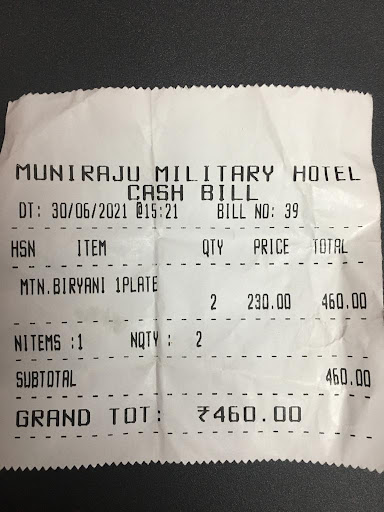 MUNIRAJU MILITARY HOTEL
CASH BILL
DT: 30/06/2021 @15:21 BILL NO: 39
HSN ITEM QTY PRICE TOTAL
MTN.BIRYANI 1PLATE
2 230.00 460.00
NITEMS :1 NQTY : 2
SUBTOTAL 460.00
GRAND TOT: ₹460.00